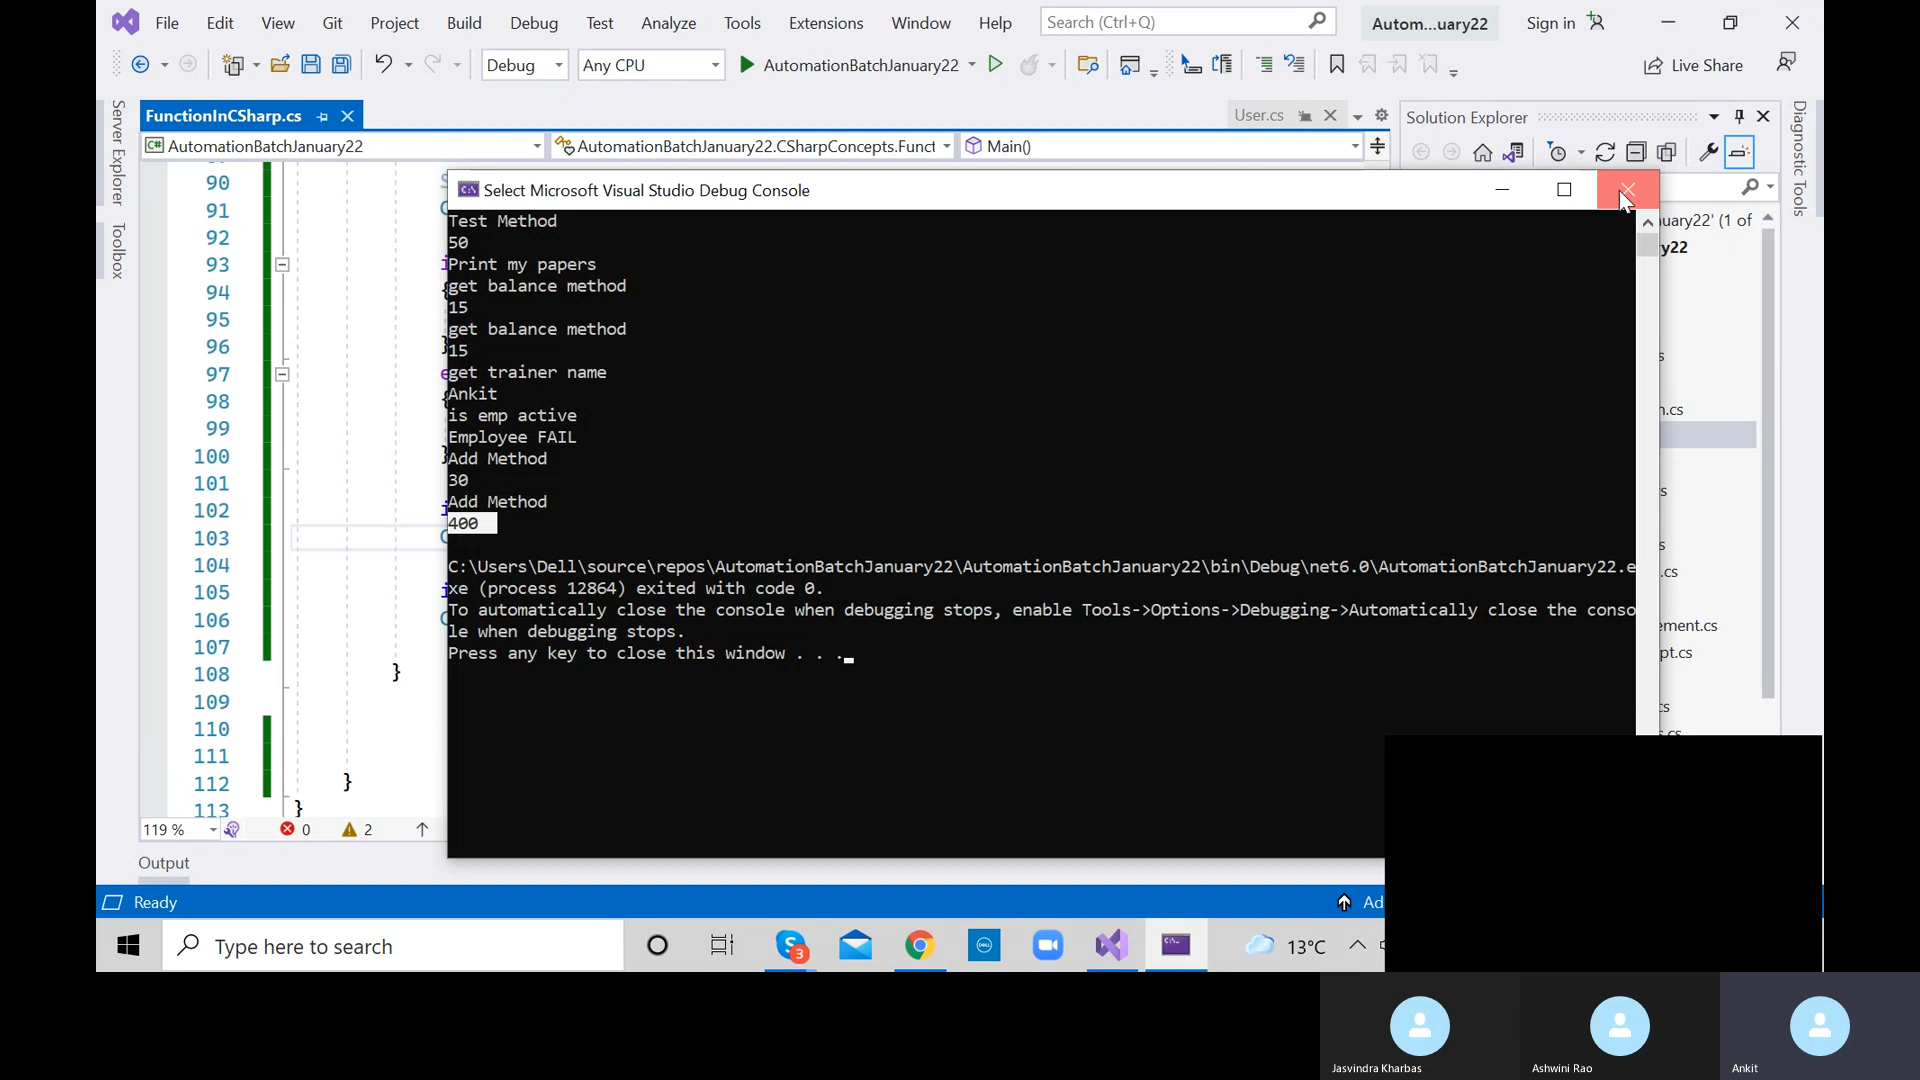 File Edit View Git Project Build Debug Test Analyze Tools Extensions Window Help Search (Ctrl+Q) Autom...uary22 Sign in
Debug Any CPU AutomationBatchJanuary22 Live Share
FunctionInCSharp.cs User.cs Solution Explorer
AutomationBatchJanuary22 AutomationBatchJanuary22.CSharpConcepts.Funct Main()
Server Explorer
Toolbox
Diagnostic Tools
90
91
92
93
94
95
96
97
98
99
100
101
102
103
104
105
106
107
108 }
109
110
111
112 }
113 }
Select Microsoft Visual Studio Debug Console
Test Method
50
Print my papers
get balance method
15
get balance method
15
get trainer name
Ankit
is emp active
Employee FAIL
Add Method
30
Add Method
400
C:\Users\Dell\source\repos\AutomationBatchJanuary22\AutomationBatchJanuary22\bin\Debug\net6.0\AutomationBatchJanuary22.e
xe (process 12864) exited with code 0.
To automatically close the console when debugging stops, enable Tools->Options->Debugging->Automatically close the conso
le when debugging stops.
Press any key to close this window . . .
uary22' (1 of
y22
n.cs
.cs
ement.cs
pt.cs
119 % 0 2
Output
Ready Ad
Type here to search 3 13°C
Jasvindra Kharbas Ashwini Rao Ankit